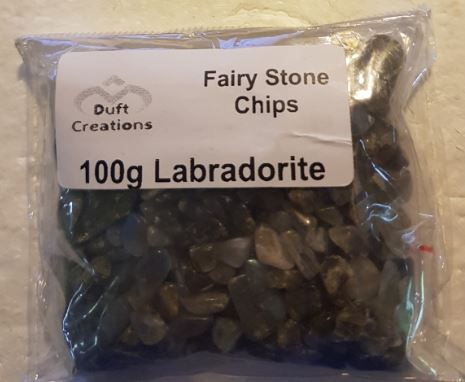 Duft
Creations
Fairy Stone
Chips
100g Labradorite